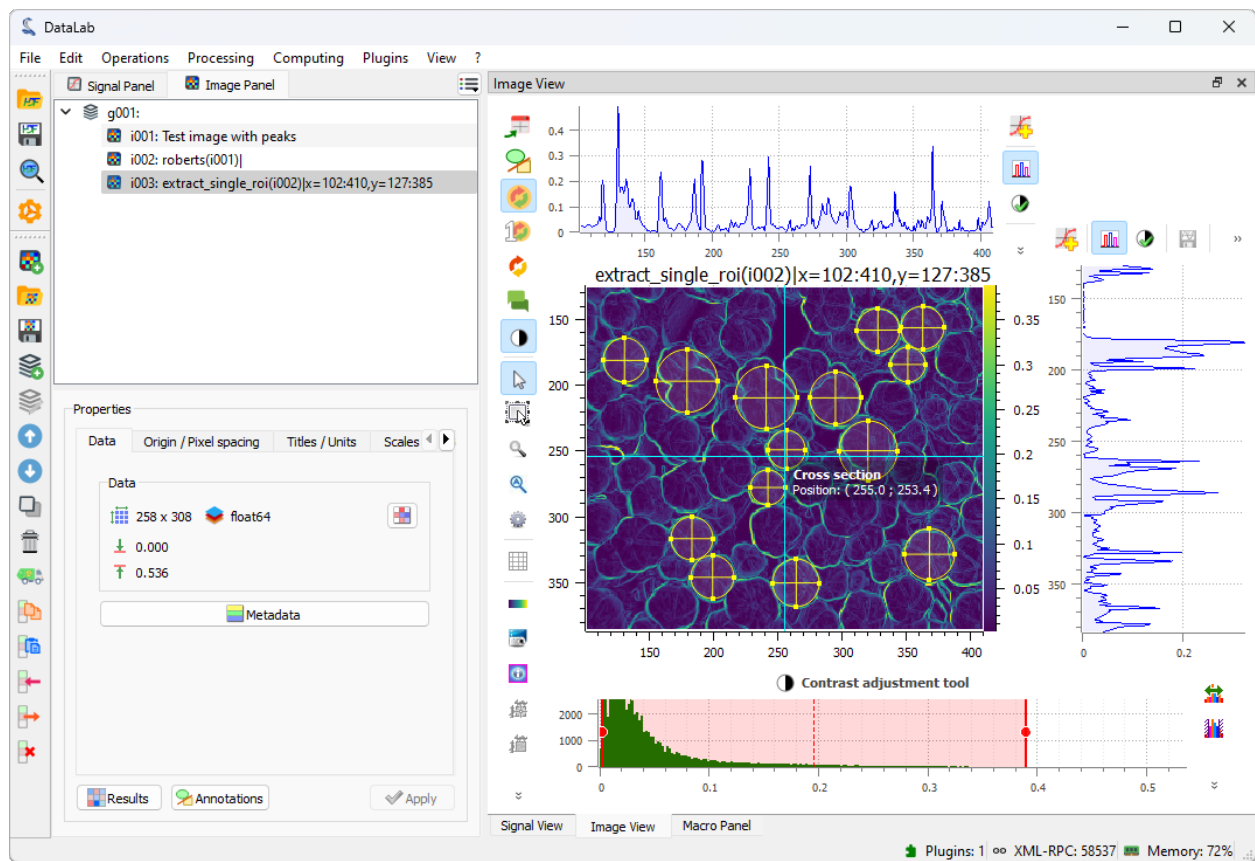 DataLab
File Edit Operations Processing Computing Plugins View ?
Signal Panel Image Panel
g001:
i001: Test image with peaks
i002: roberts(i001)|
i003: extract_single_roi(i002)|x=102:410,y=127:385
Properties
Data Origin / Pixel spacing Titles / Units Scales
Data
258 x 308 float64
0.000
0.536
Metadata
Results Annotations Apply
Image View
0.4
0.3
0.2
0.1
0
150 200 250 300 350 400
extract_single_roi(i002)|x=102:410,y=127:385
150
200
250
300
350
150 200 250 300 350 400
Cross section
Position: ( 255.0 ; 253.4 )
0.35
0.3
0.25
0.2
0.15
0.1
0.05
»
150
200
250
300
350
0 0.2
Contrast adjustment tool
2000
1000
0
0 0.1 0.2 0.3 0.4 0.5
Signal View Image View Macro Panel
Plugins: 1 XML-RPC: 58537 Memory: 72%